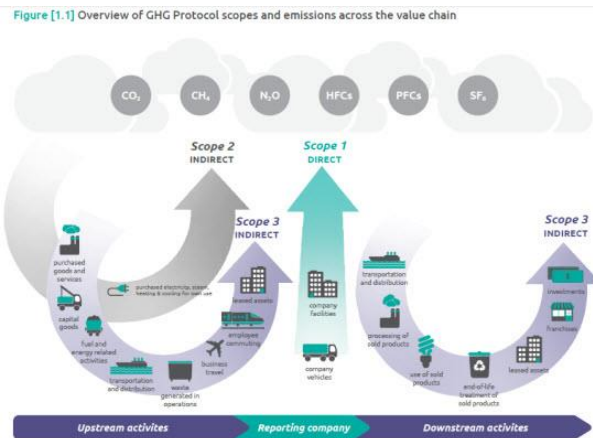 Figure [1.1] Overview of GHG Protocol scopes and emissions across the value chain
CO₂
CH₄
N₂O
HFCs
PFCs
SF₆
Scope 2
INDIRECT
Scope 1
DIRECT
Scope 3
INDIRECT
Scope 3
INDIRECT
purchased
goods and
services
capital
goods
fuel and
energy related
activities
transportation
and distribution
waste
generated in
operations
business
travel
employee
commuting
leased assets
purchased electricity, steam,
heating & cooling for own use
company
facilities
company
vehicles
transportation
and distribution
processing of
sold products
use of sold
products
end-of-life
treatment of
sold products
leased assets
franchises
investments
Upstream activites
Reporting company
Downstream activites